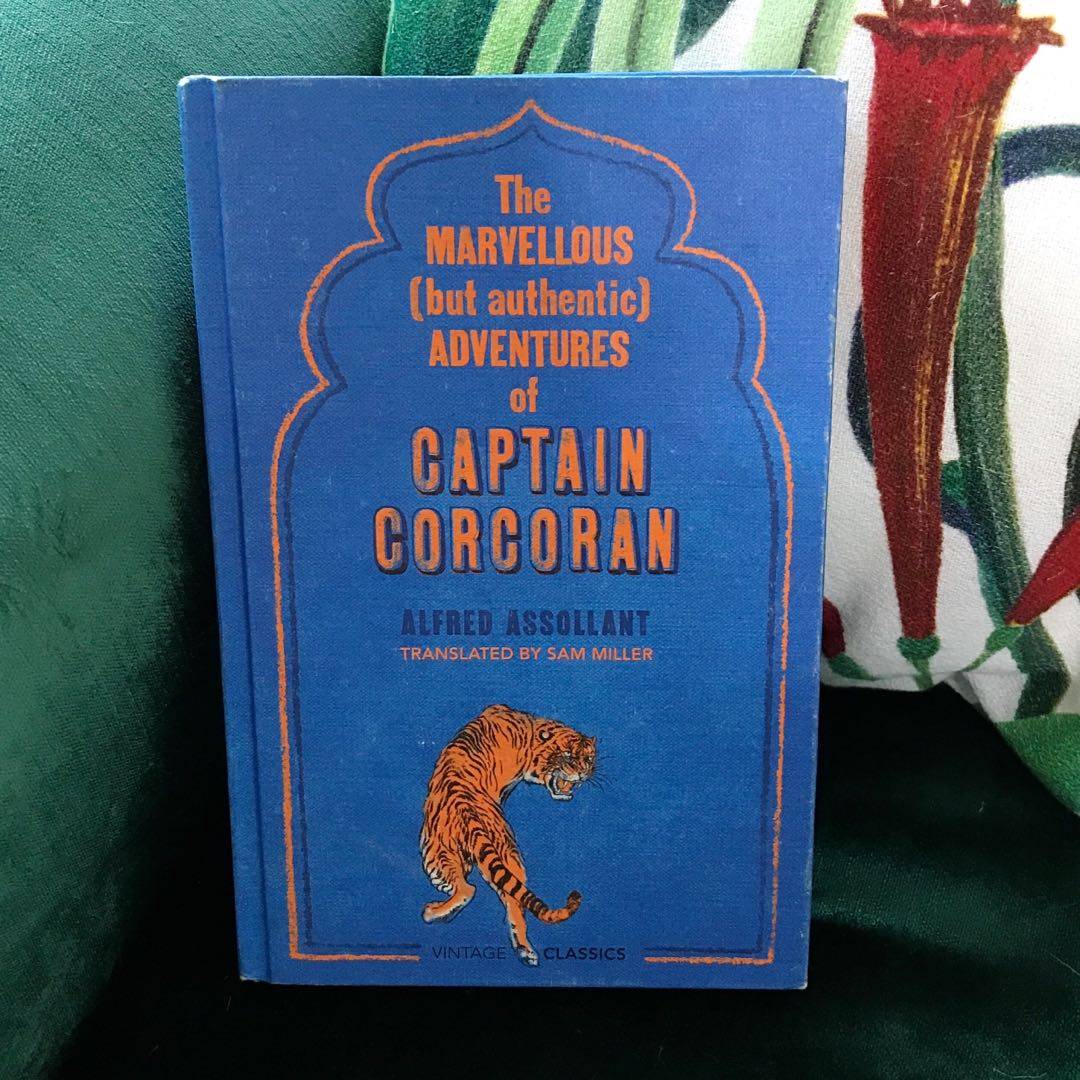 The
MARVELLOUS
(but authentic)
ADVENTURES
of
CAPTAIN
CORCORAN
ALFRED ASSOLLANT
TRANSLATED BY SAM MILLER
VINTAGE CLASSICS